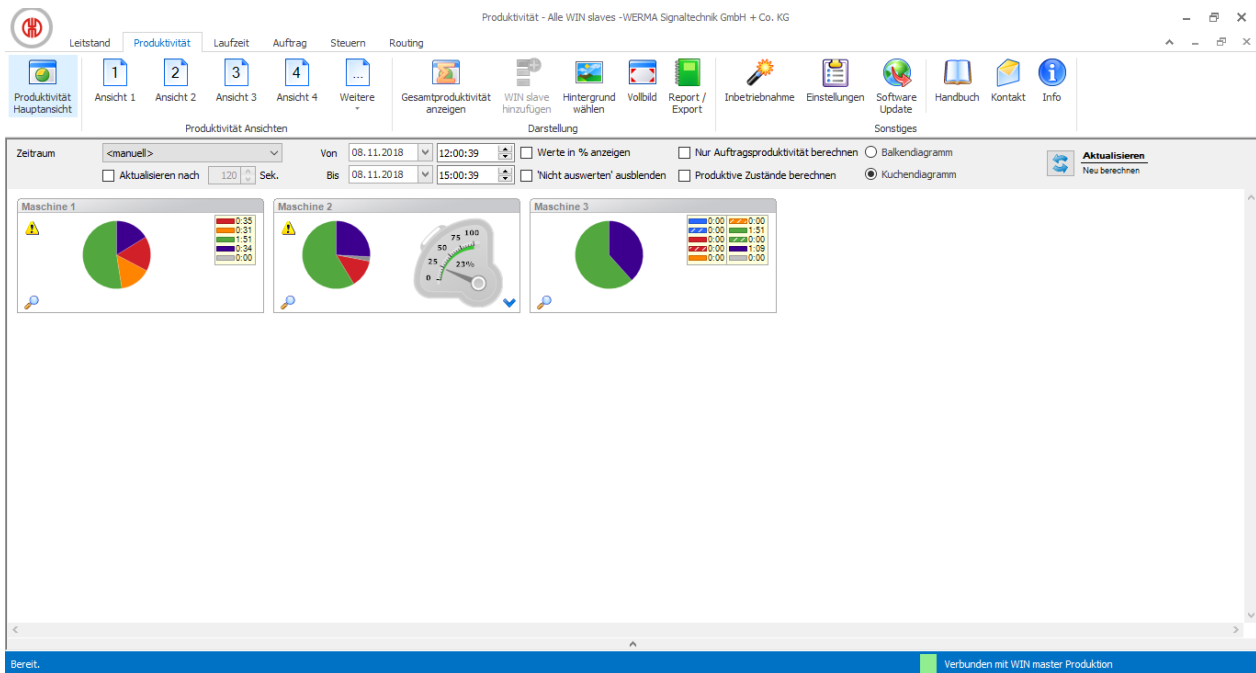 Produktivität - Alle WIN slaves -WERMA Signaltechnik GmbH + Co. KG
Leitstand Produktivität Laufzeit Auftrag Steuern Routing
1 2 3 4 ...
Produktivität Hauptansicht
Ansicht 1
Ansicht 2
Ansicht 3
Ansicht 4
Weitere
Gesamtproduktivität anzeigen
WIN slave hinzufügen
Hintergrund wählen
Vollbild
Report / Export
Inbetriebnahme
Einstellungen
Software Update
Handbuch
Kontakt
Info
Produktivität Ansichten
Darstellung
Sonstiges
Zeitraum <manuell> Von 08.11.2018 12:00:39 Werte in % anzeigen Nur Auftragsproduktivität berechnen Balkendiagramm
Aktualisieren nach 120 Sek. Bis 08.11.2018 15:00:39 'Nicht auswerten' ausblenden Produktive Zustände berechnen Kuchendiagramm
Aktualisieren
Neu berechnen
Maschine 1
0:35
0:31
1:51
0:34
0:00
Maschine 2
0 25 50 75 100
23%
Maschine 3
0:00 0:00
0:00 1:51
0:00 0:00
0:00 1:09
0:00 0:00
Bereit.
Verbunden mit WIN master Produktion